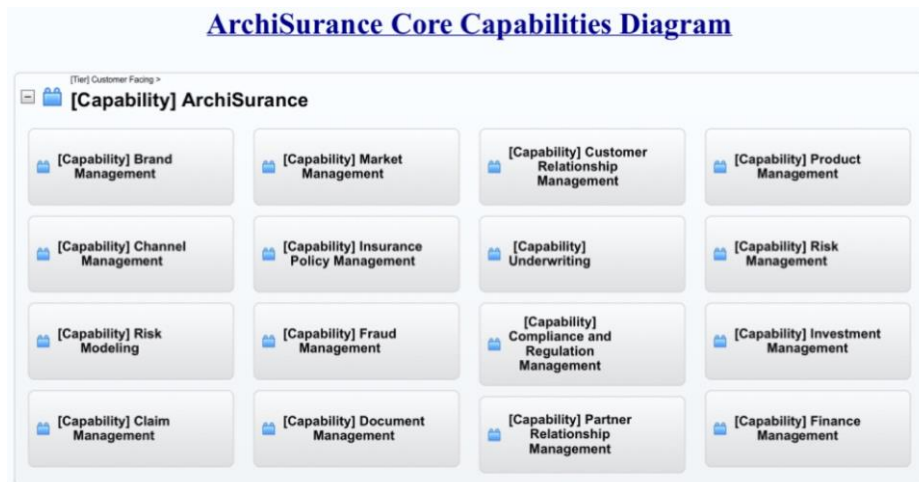 ArchiSurance Core Capabilities Diagram
[Tier] Customer Facing >
[Capability] ArchiSurance
[Capability] Brand
Management
[Capability] Market
Management
[Capability] Customer
Relationship
Management
[Capability] Product
Management
[Capability] Channel
Management
[Capability] Insurance
Policy Management
[Capability]
Underwriting
[Capability] Risk
Management
[Capability] Risk
Modeling
[Capability] Fraud
Management
[Capability]
Compliance and
Regulation
Management
[Capability] Investment
Management
[Capability] Claim
Management
[Capability] Document
Management
[Capability] Partner
Relationship
Management
[Capability] Finance
Management